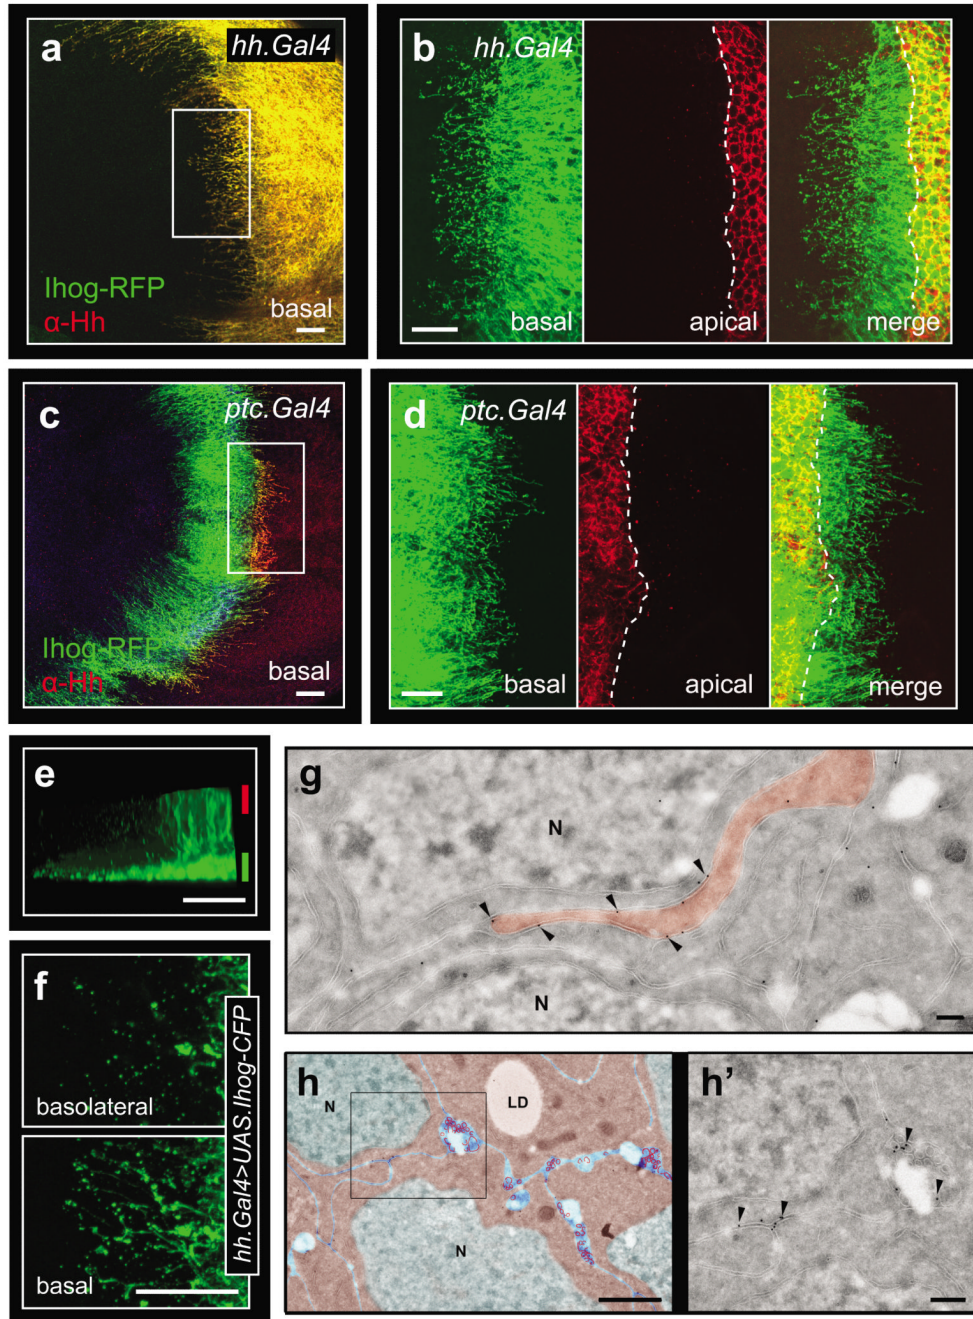 a
hh.Gal4
Ihog-RFP
α-Hh
basal
b
hh.Gal4
basal
apical
merge
c
ptc.Gal4
Ihog-RFP
α-Hh
basal
d
ptc.Gal4
basal
apical
merge
e
f
basolateral
basal
hh.Gal4>UAS.Ihog-CFP
g
N
N
h
N
LD
N
h’